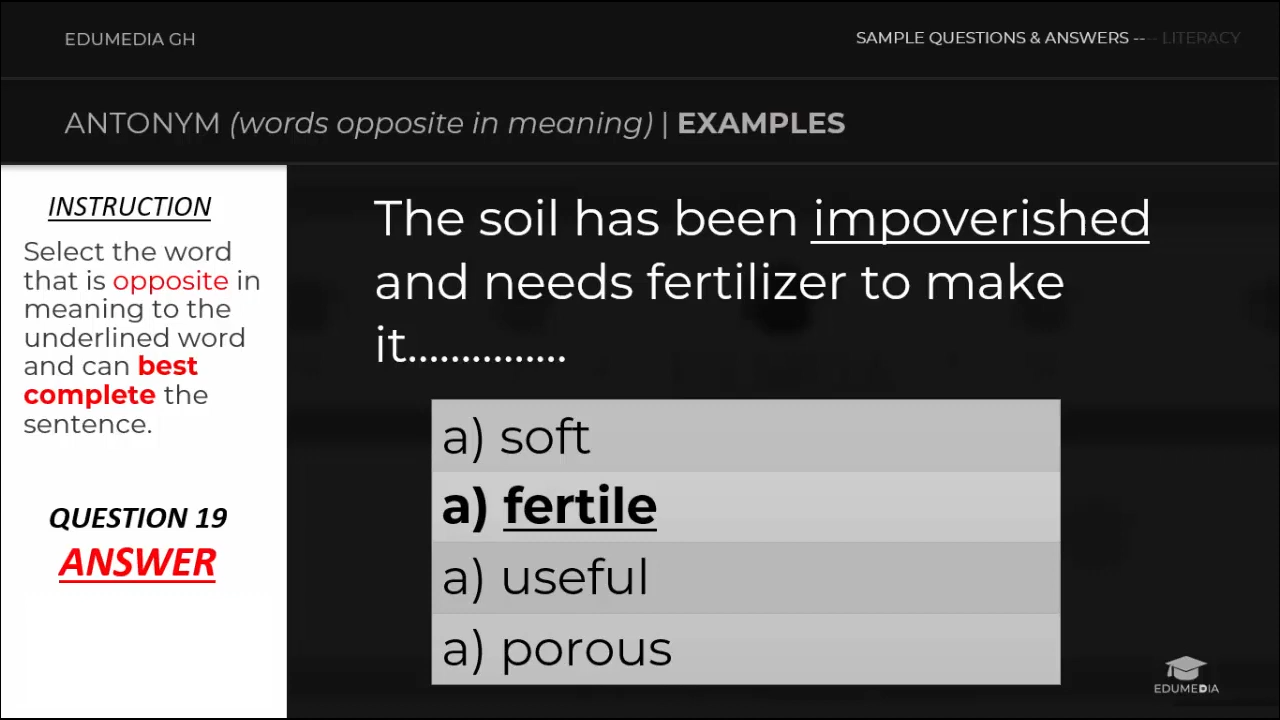 EDUMEDIA GH
SAMPLE QUESTIONS & ANSWERS ---- LITERACY
ANTONYM (words opposite in meaning) | EXAMPLES
INSTRUCTION
Select the word
that is opposite in
meaning to the
underlined word
and can best
complete the
sentence.
QUESTION 19
ANSWER
The soil has been impoverished
and needs fertilizer to make
it...............
a) soft
a) fertile
a) useful
a) porous
EDUMEDIA